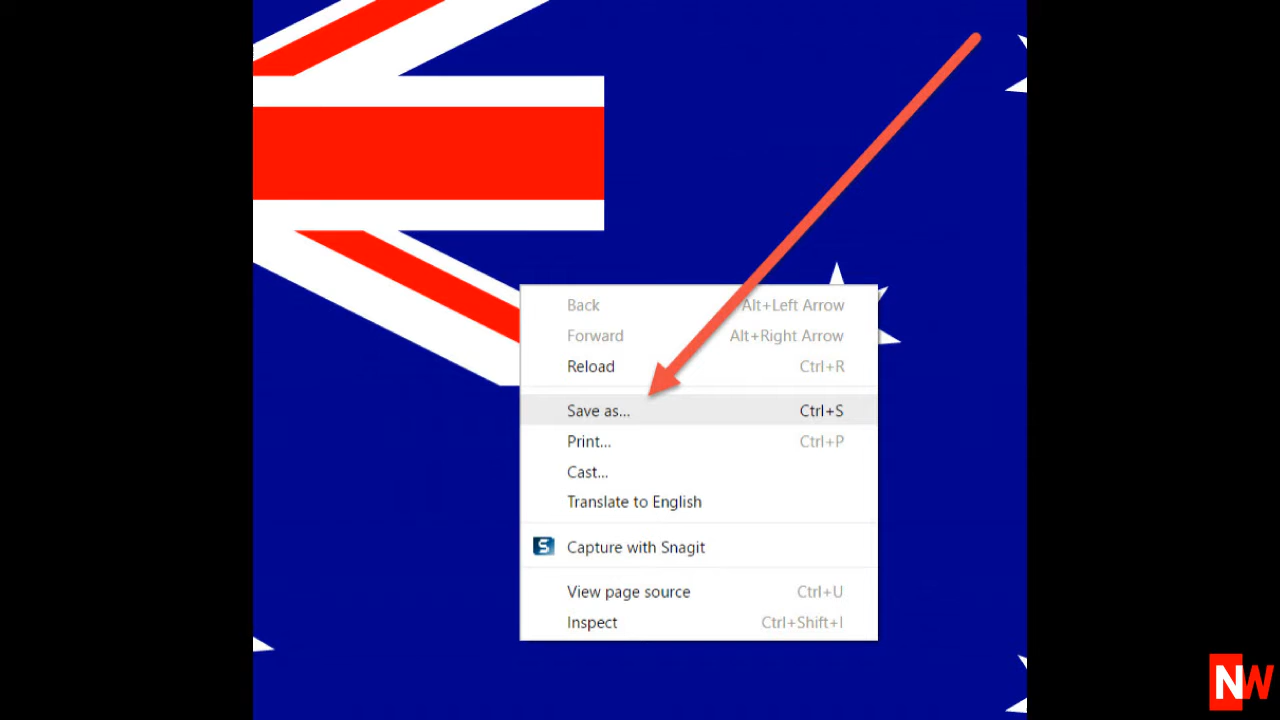 Back Alt+Left Arrow
Forward Alt+Right Arrow
Reload Ctrl+R
Save as... Ctrl+S
Print... Ctrl+P
Cast...
Translate to English
S Capture with Snagit
View page source Ctrl+U
Inspect Ctrl+Shift+I
NW